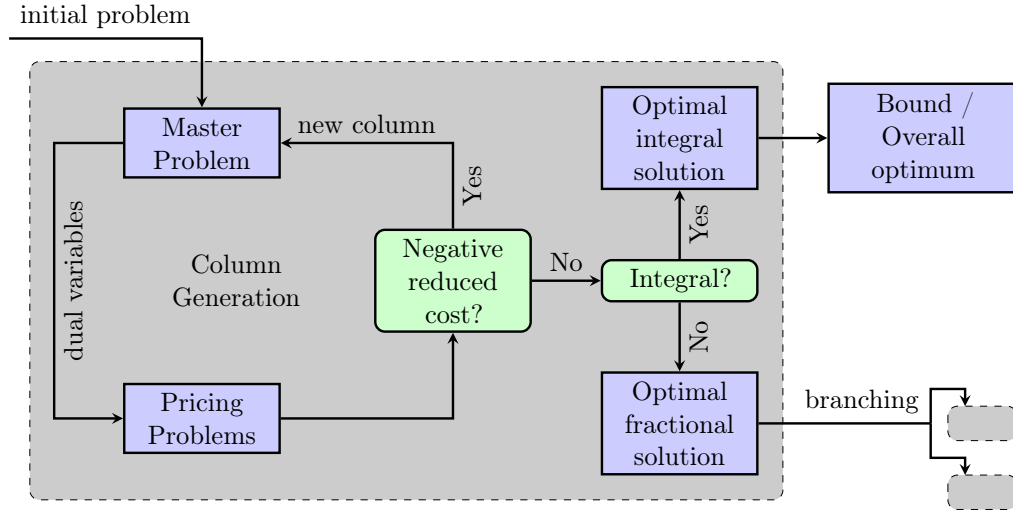 initial problem
Master
Problem
new column
Yes
dual variables
Column
Generation
Negative
reduced
cost?
No
Integral?
Yes
No
Optimal
integral
solution
Bound /
Overall
optimum
Pricing
Problems
Optimal
fractional
solution
branching